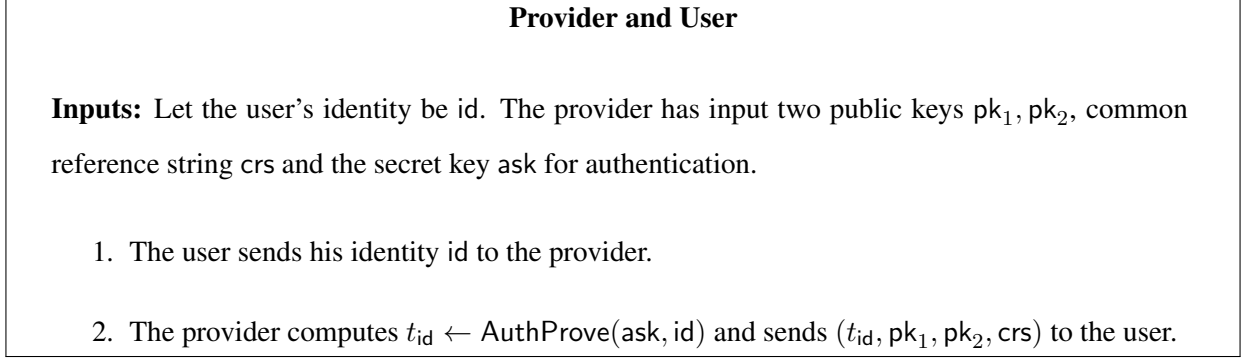 Provider and User
Inputs: Let the user's identity be id. The provider has input two public keys pk₁, pk₂, common
reference string crs and the secret key ask for authentication.
1. The user sends his identity id to the provider.
2. The provider computes t_id ← AuthProve(ask, id) and sends (t_id, pk₁, pk₂, crs) to the user.